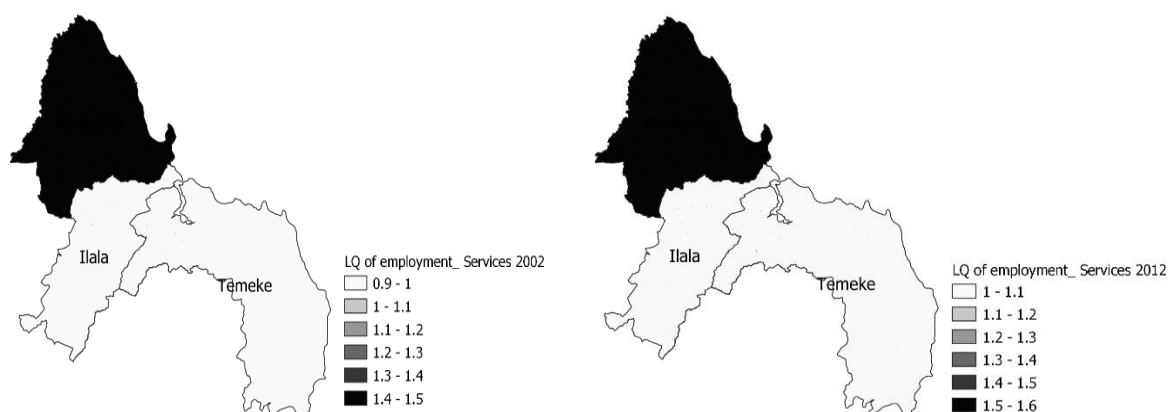 Ilala
Temeke
LQ of employment_ Services 2002
0.9 - 1
1 - 1.1
1.1 - 1.2
1.2 - 1.3
1.3 - 1.4
1.4 - 1.5
Ilala
Temeke
LQ of employment_ Services 2012
1 - 1.1
1.1 - 1.2
1.2 - 1.3
1.3 - 1.4
1.4 - 1.5
1.5 - 1.6